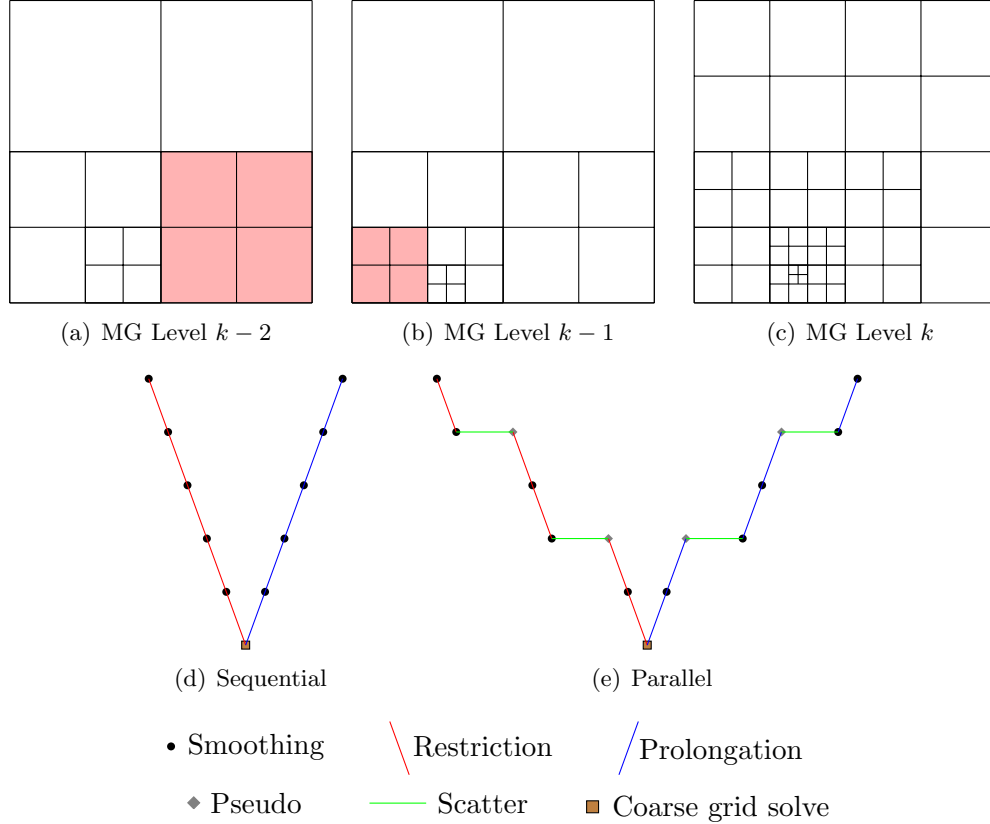 (a) MG Level k − 2
(b) MG Level k − 1
(c) MG Level k
(d) Sequential
(e) Parallel
Smoothing
Restriction
Prolongation
Pseudo
Scatter
Coarse grid solve